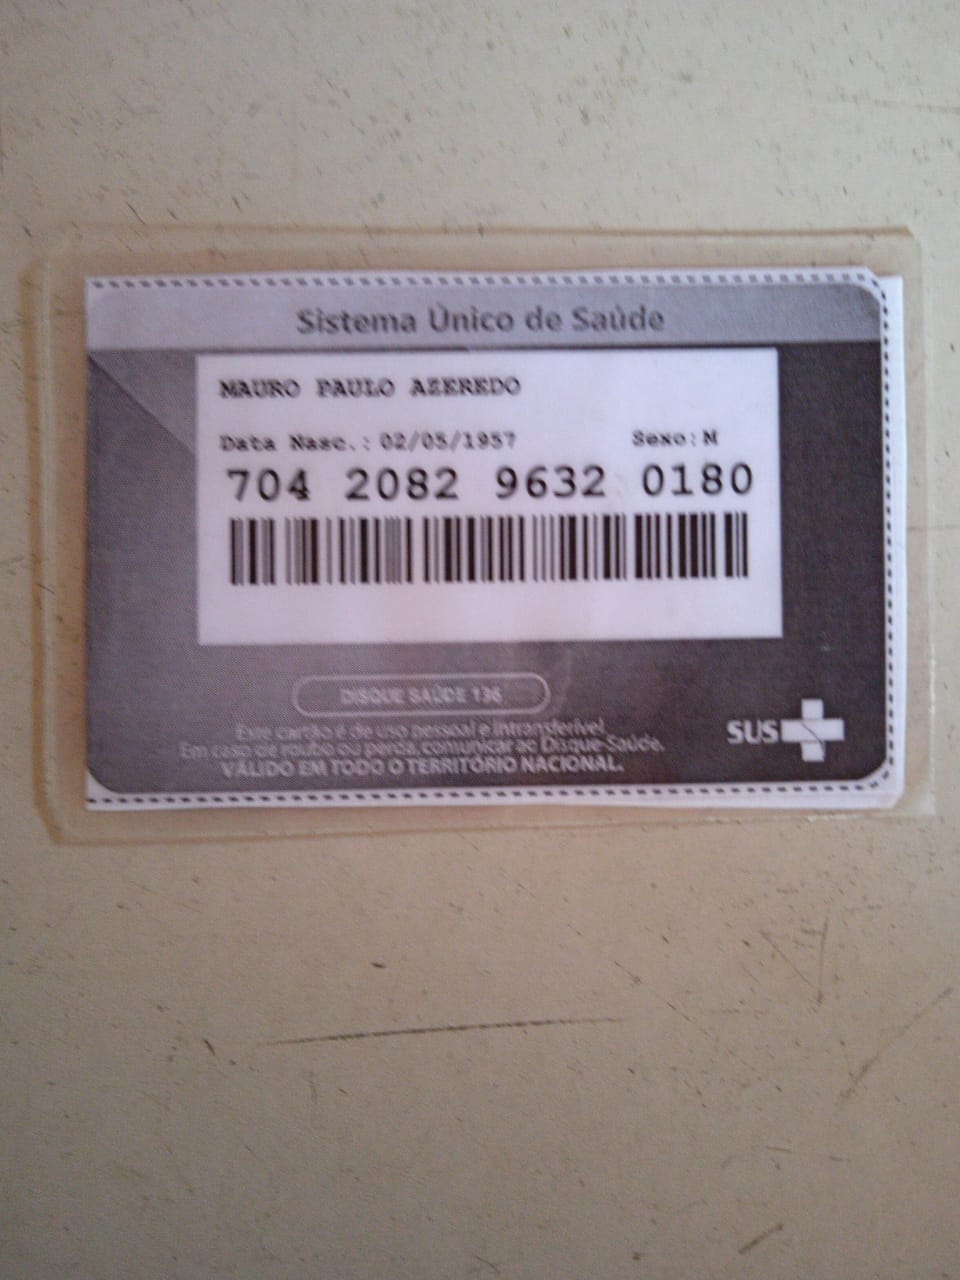 Sistema Único de Saúde
MAURO PAULO AZEREDO
Data Nasc.: 02/05/1957 Sexo: M
704 2082 9632 0180
DISQUE SAÚDE 136
Este cartão é de uso pessoal e intransferível.
Em caso de roubo ou perda, comunicar ao Disque-Saúde.
VÁLIDO EM TODO O TERRITÓRIO NACIONAL.
SUS